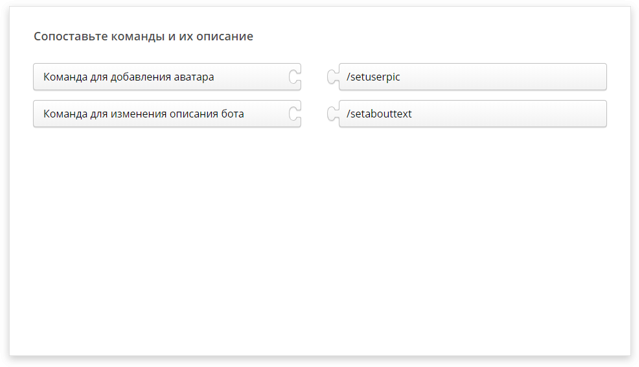 Сопоставьте команды и их описание
Команда для добавления аватара
/setuserpic
Команда для изменения описания бота
/setabouttext